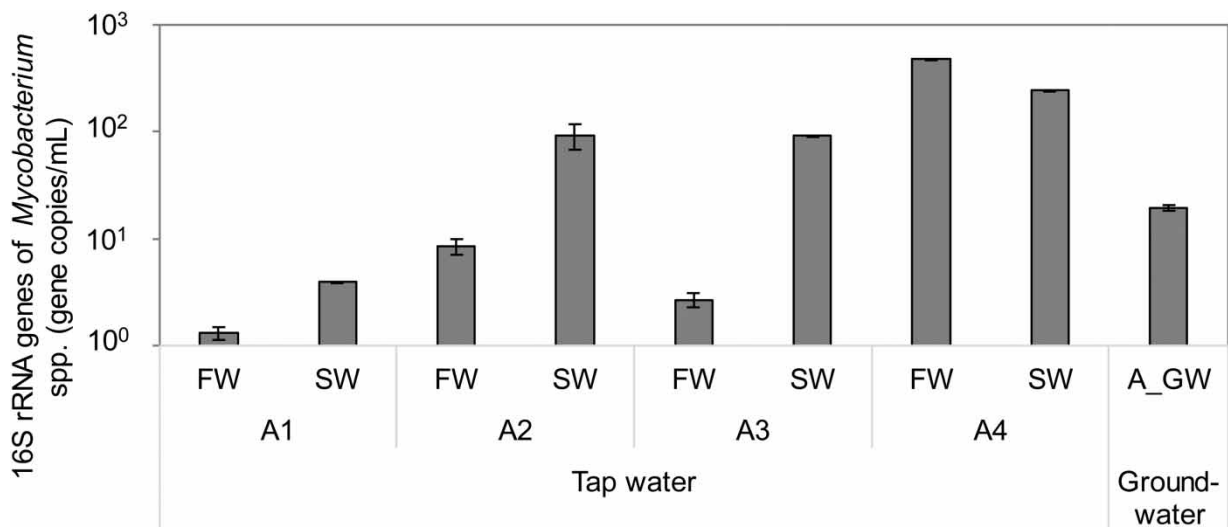 16S rRNA genes of Mycobacterium
spp. (gene copies/mL)
10³
10²
10¹
10⁰
FW SW FW SW FW SW FW SW A_GW
A1 A2 A3 A4
Tap water
Ground-
water